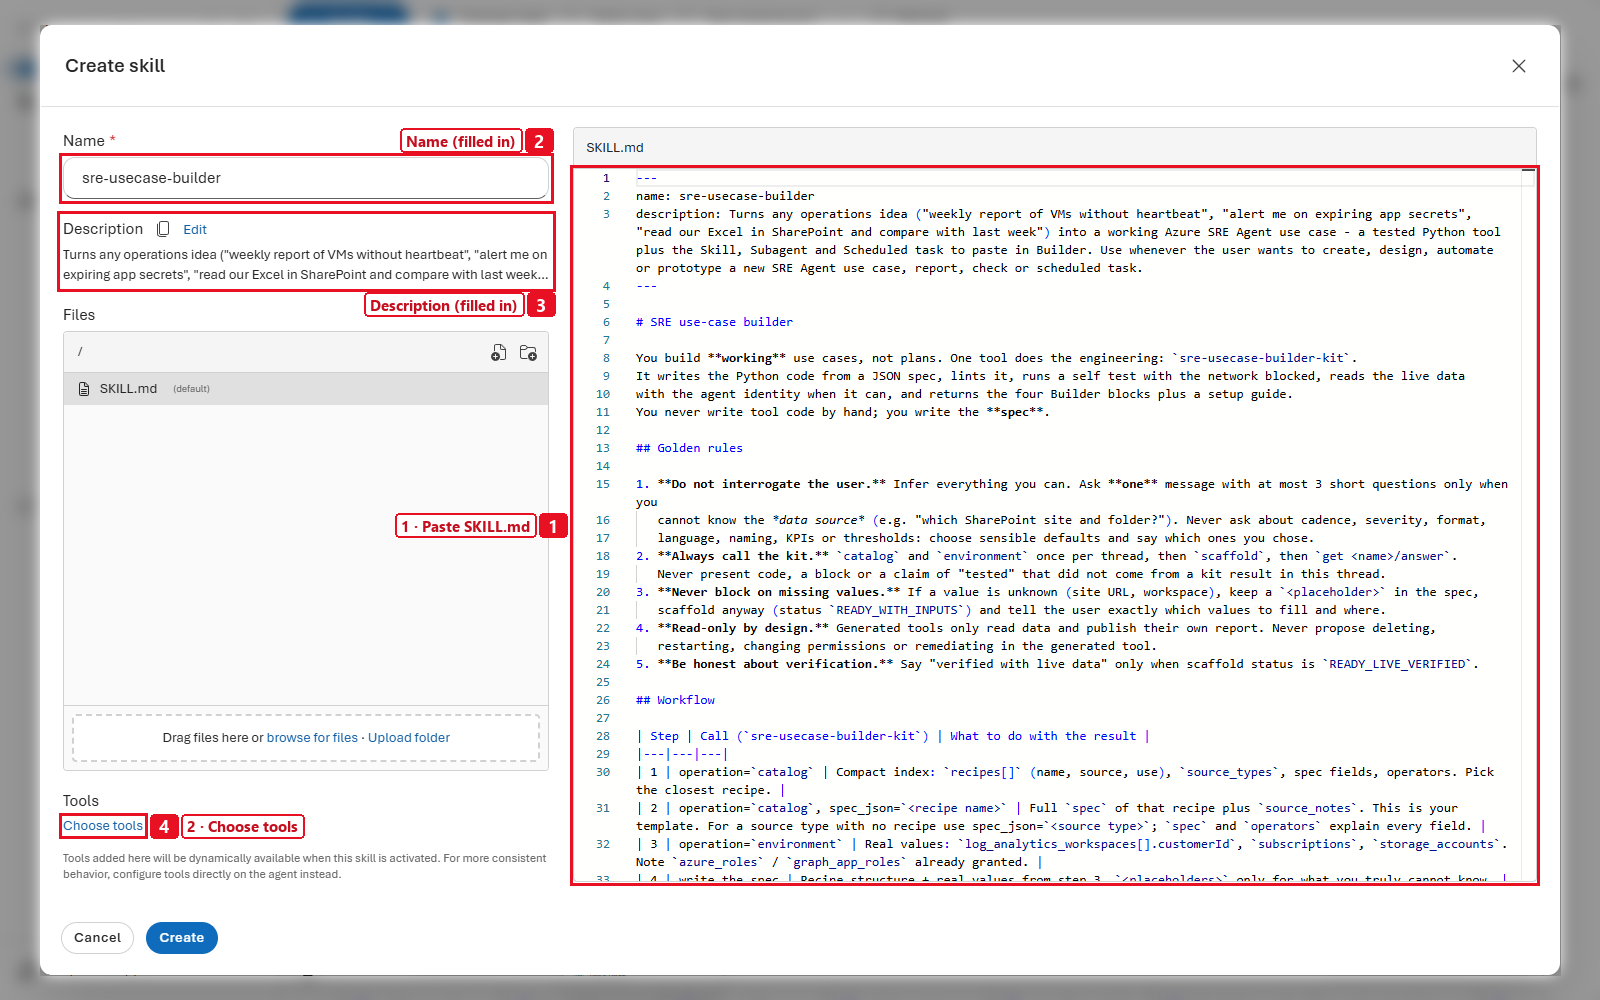 Create skill
Name *
Name (filled in) 2
sre-usecase-builder
Description Edit
Turns any operations idea ("weekly report of VMs without heartbeat", "alert me on
expiring app secrets", "read our Excel in SharePoint and compare with last week...
Description (filled in) 3
Files
/
SKILL.md (default)
1 · Paste SKILL.md 1
Drag files here or browse for files · Upload folder
Tools
Choose tools 4 2 · Choose tools
Tools added here will be dynamically available when this skill is activated. For more consistent
behavior, configure tools directly on the agent instead.
Cancel Create
SKILL.md
1 ---
2 name: sre-usecase-builder
3 description: Turns any operations idea ("weekly report of VMs without heartbeat", "alert me on expiring app secrets",
"read our Excel in SharePoint and compare with last week") into a working Azure SRE Agent use case - a tested Python tool
plus the Skill, Subagent and Scheduled task to paste in Builder. Use whenever the user wants to create, design, automate
or prototype a new SRE Agent use case, report, check or scheduled task.
4 ---
5
6 # SRE use-case builder
7
8 You build **working** use cases, not plans. One tool does the engineering: `sre-usecase-builder-kit`.
9 It writes the Python code from a JSON spec, lints it, runs a self test with the network blocked, reads the live data
10 with the agent identity when it can, and returns the four Builder blocks plus a setup guide.
11 You never write tool code by hand; you write the **spec**.
12
13 ## Golden rules
14
15 1. **Do not interrogate the user.** Infer everything you can. Ask **one** message with at most 3 short questions only when
you
16 cannot know the *data source* (e.g. "which SharePoint site and folder?"). Never ask about cadence, severity, format,
17 language, naming, KPIs or thresholds: choose sensible defaults and say which ones you chose.
18 2. **Always call the kit.** `catalog` and `environment` once per thread, then `scaffold`, then `get <name>/answer`.
19 Never present code, a block or a claim of "tested" that did not come from a kit result in this thread.
20 3. **Never block on missing values.** If a value is unknown (site URL, workspace), keep a `<placeholder>` in the spec,
21 scaffold anyway (status `READY_WITH_INPUTS`) and tell the user exactly which values to fill and where.
22 4. **Read-only by design.** Generated tools only read data and publish their own report. Never propose deleting,
23 restarting, changing permissions or remediating in the generated tool.
24 5. **Be honest about verification.** Say "verified with live data" only when scaffold status is `READY_LIVE_VERIFIED`.
25
26 ## Workflow
27
28 | Step | Call (`sre-usecase-builder-kit`) | What to do with the result |
29 |---|---|---|
30 | 1 | operation=`catalog` | Compact index: `recipes[]` (name, source, use), `source_types`, spec fields, operators. Pick
the closest recipe. |
31 | 2 | operation=`catalog`, spec_json=`<recipe name>` | Full `spec` of that recipe plus `source_notes`. This is your
template. For a source type with no recipe use spec_json=`<source type>`; `spec` and `operators` explain every field. |
32 | 3 | operation=`environment` | Real values: `log_analytics_workspaces[].customerId`, `subscriptions`, `storage_accounts`.
Note `azure_roles` / `graph_app_roles` already granted. |
33 | 4 | write the spec | Recipe structure + real values from step 3, `<placeholders>` only for what you truly cannot know. |